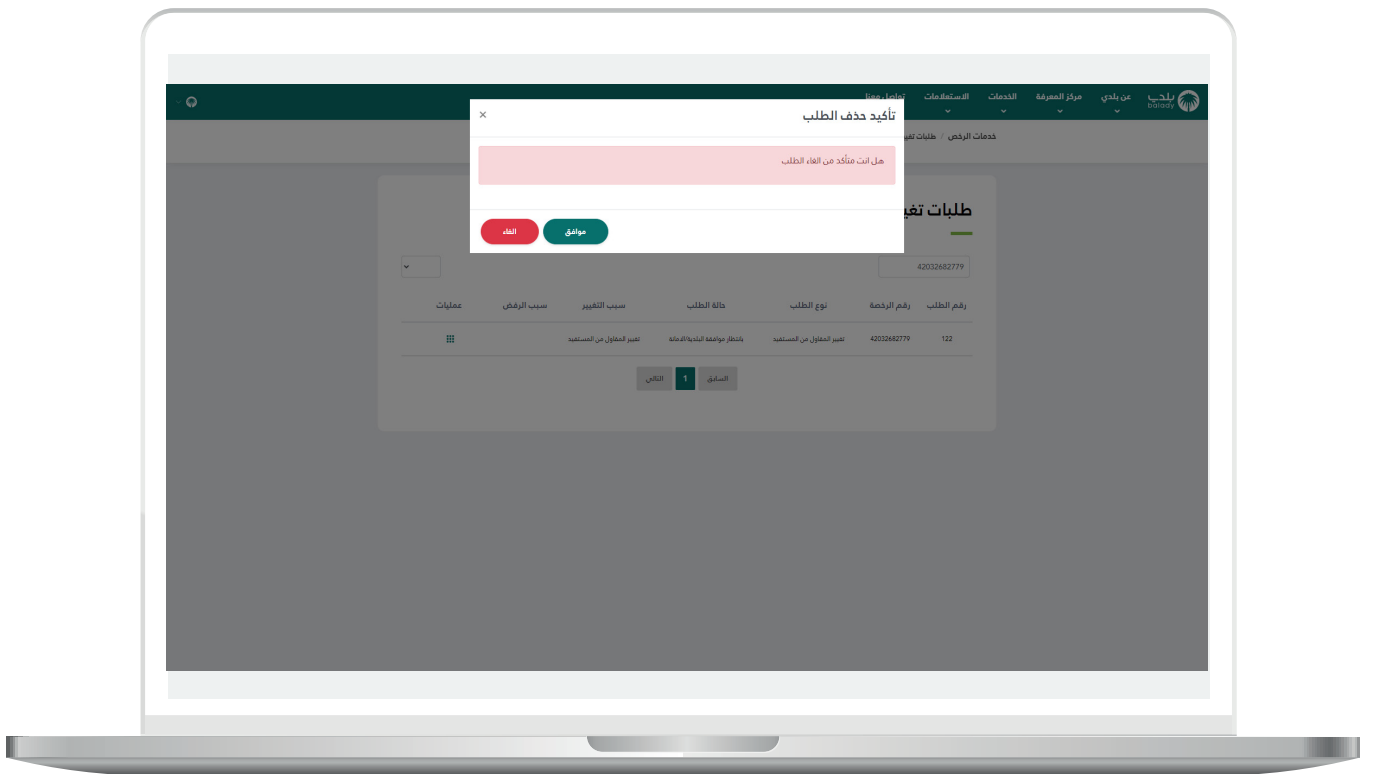 بلدي
balady
عن بلدي
مركز المعرفة
الخدمات
الاستعلامات
تواصل معنا
خدمات الرخص / طلبات
تأكيد حذف الطلب
×
هل انت متأكد من الغاء الطلب
موافق
الغاء
طلبات
42032682779
رقم الطلب
رقم الرخصة
نوع الطلب
حالة الطلب
سبب التغيير
سبب الرفض
عمليات
122
42032682779
تغيير المقاول من المستفيد
بانتظار موافقة البلدية/الامانة
تغيير المقاول من المستفيد
السابق
1
التالي